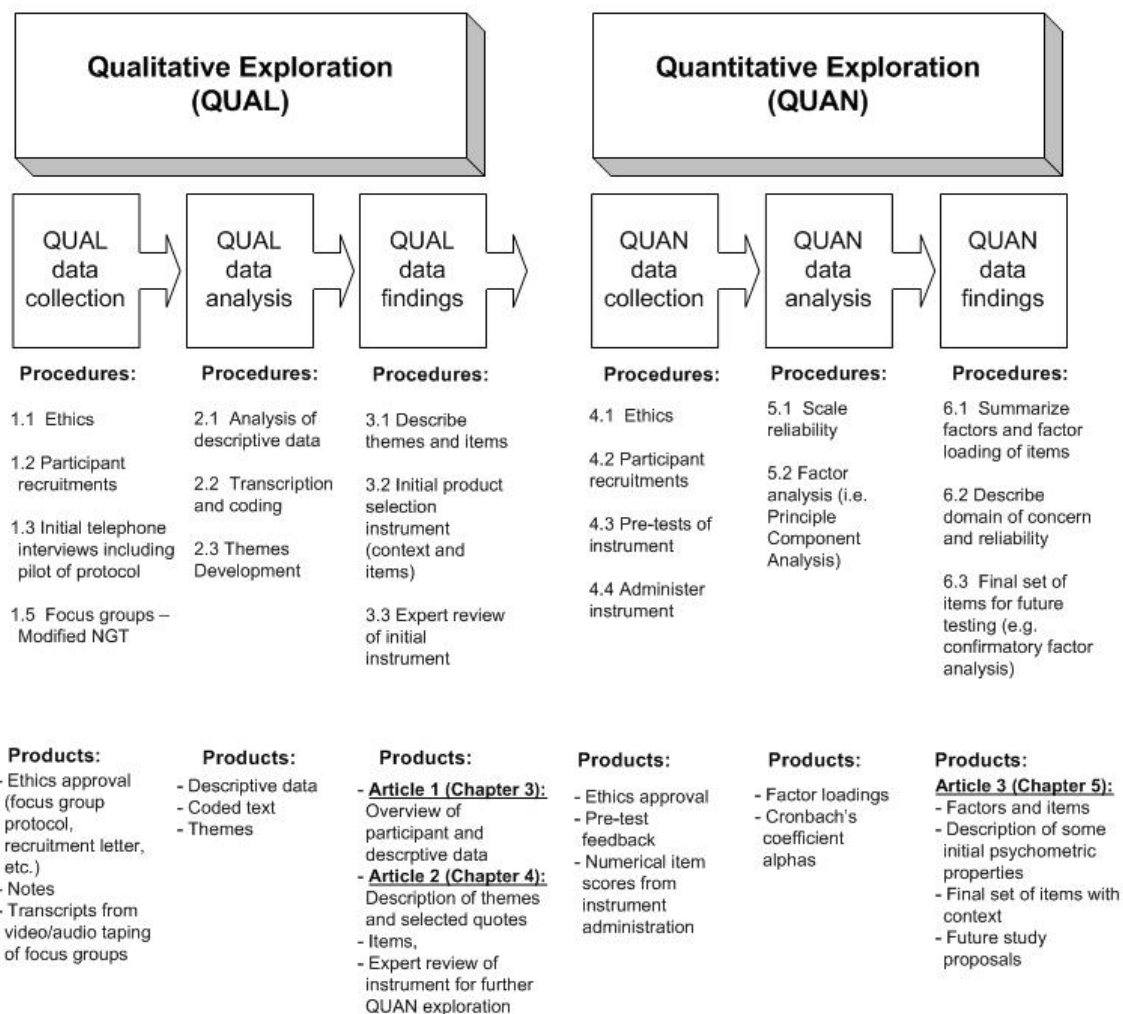 Qualitative Exploration
(QUAL)
Quantitative Exploration
(QUAN)
QUAL
data
collection
QUAL
data
analysis
QUAL
data
findings
QUAN
data
collection
QUAN
data
analysis
QUAN
data
findings
Procedures:
1.1 Ethics
1.2 Participant
recruitments
1.3 Initial telephone
interviews including
pilot of protocol
1.5 Focus groups –
Modified NGT
Procedures:
2.1 Analysis of
descriptive data
2.2 Transcription
and coding
2.3 Themes
Development
Procedures:
3.1 Describe
themes and items
3.2 Initial product
selection
instrument
(context and
items)
3.3 Expert review
of initial
instrument
Procedures:
4.1 Ethics
4.2 Participant
recruitments
4.3 Pre-tests of
instrument
4.4 Administer
instrument
Procedures:
5.1 Scale
reliability
5.2 Factor
analysis (i.e.
Principle
Component
Analysis)
Procedures:
6.1 Summarize
factors and factor
loading of items
6.2 Describe
domain of concern
and reliability
6.3 Final set of
items for future
testing (e.g.
confirmatory factor
analysis)
Products:
- Ethics approval
(focus group
protocol,
recruitment letter,
etc.)
- Notes
- Transcripts from
video/audio taping
of focus groups
Products:
- Descriptive data
- Coded text
- Themes
Products:
- Article 1 (Chapter 3):
Overview of
participant and
descrptive data
- Article 2 (Chapter 4):
Description of themes
and selected quotes
- Items,
- Expert review of
instrument for further
QUAN exploration
Products:
- Ethics approval
- Pre-test
feedback
- Numerical item
scores from
instrument
administration
Products:
- Factor loadings
- Cronbach's
coefficient
alphas
Products:
Article 3 (Chapter 5):
- Factors and items
- Description of some
initial psychometric
properties
- Final set of items with
context
- Future study
proposals